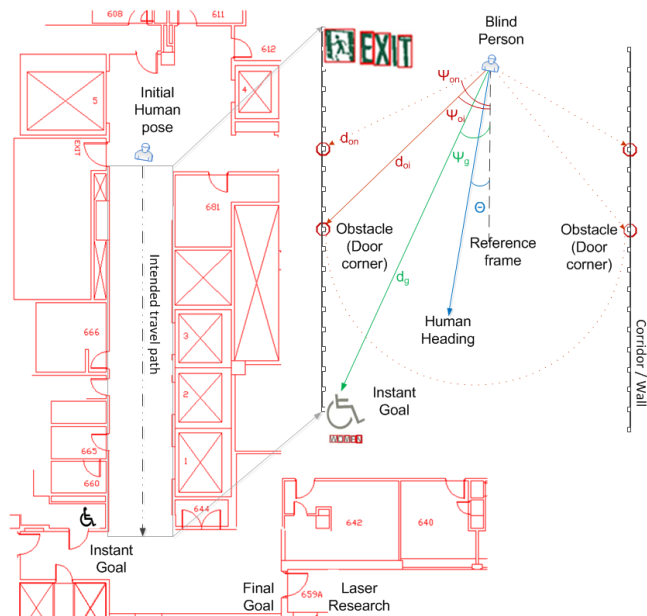 608
611
612
5
4
EXIT
Initial
Human
pose
EXIT
681
Intended travel path
666
3
2
1
665
660
644
Instant
Goal
Blind
Person
Ψon
Ψoi
Ψg
don
doi
dg
Θ
Obstacle
(Door
corner)
Reference
frame
Obstacle
(Door
corner)
Human
Heading
Corridor / Wall
Instant
Goal
WOMEN
642
640
Final
Goal
659A
Laser
Research